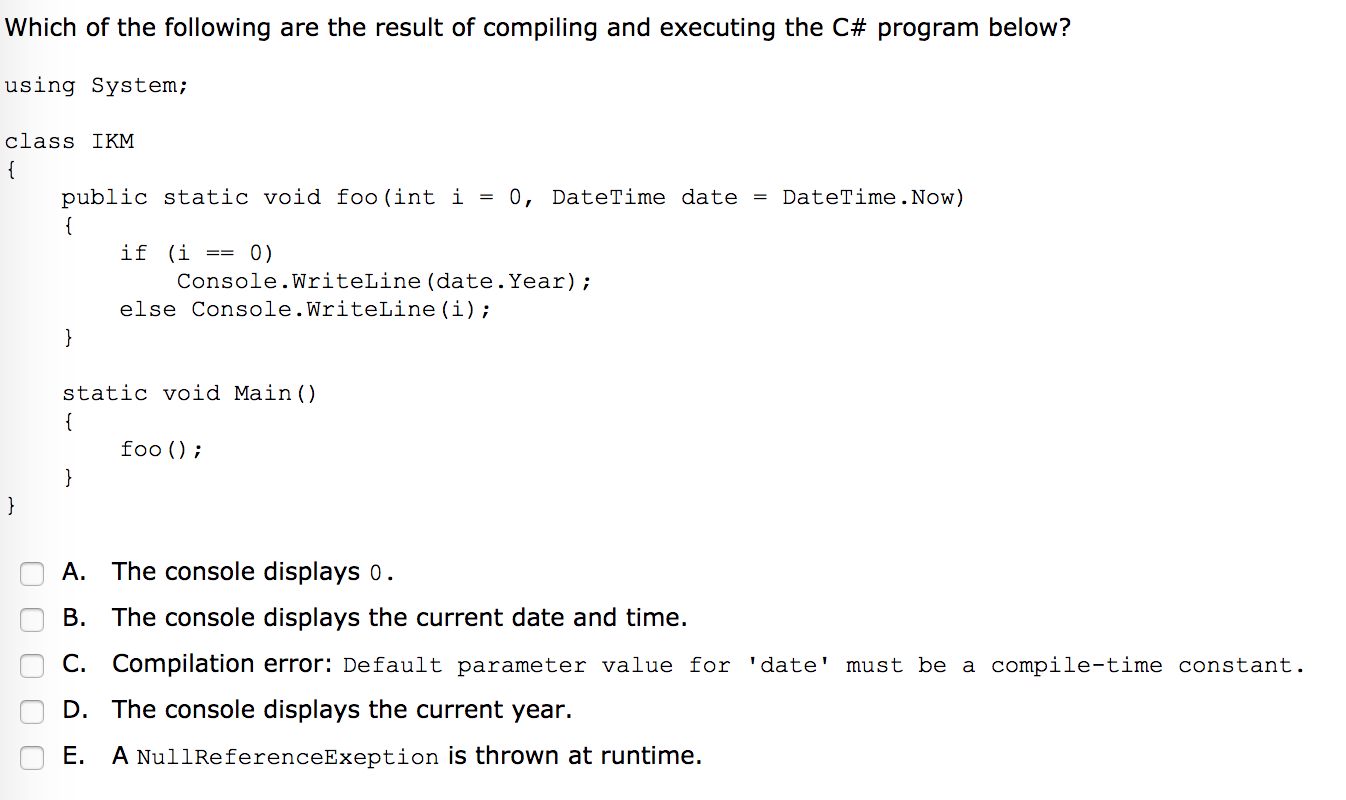 Which of the following are the result of compiling and executing the C# program below?
using System;
class IKM
{
    public static void foo(int i = 0, DateTime date = DateTime.Now)
    {
        if (i == 0)
            Console.WriteLine(date.Year);
        else Console.WriteLine(i);
    }
    static void Main()
    {
        foo();
    }
}
A. The console displays 0.
B. The console displays the current date and time.
C. Compilation error: Default parameter value for 'date' must be a compile-time constant.
D. The console displays the current year.
E. A NullReferenceExeption is thrown at runtime.